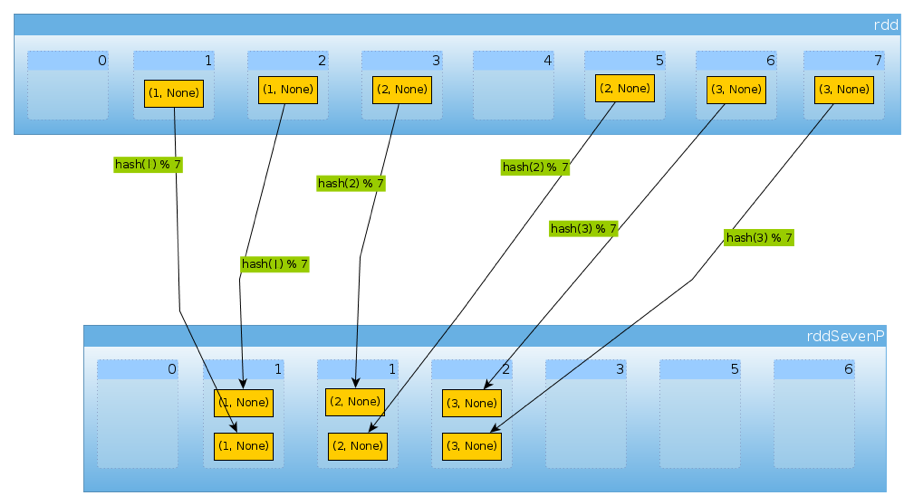 rdd
0 1 2 3 4 5 6 7
(1, None) (1, None) (2, None) (2, None) (3, None) (3, None)
hash(1) % 7
hash(2) % 7
hash(2) % 7
hash(3) % 7
hash(3) % 7
hash(1) % 7
rddSevenP
0 1 1 2 3 5 6
(1, None) (2, None) (3, None)
(1, None) (2, None) (3, None)